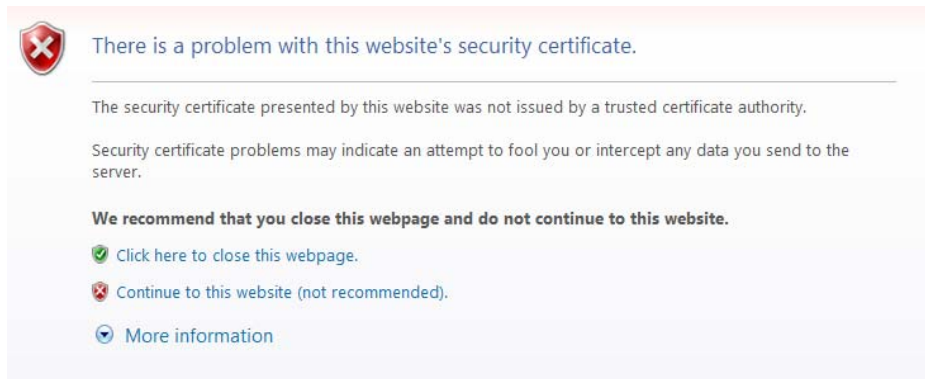 There is a problem with this website's security certificate.
The security certificate presented by this website was not issued by a trusted certificate authority.
Security certificate problems may indicate an attempt to fool you or intercept any data you send to the
server.
We recommend that you close this webpage and do not continue to this website.
Click here to close this webpage.
Continue to this website (not recommended).
More information